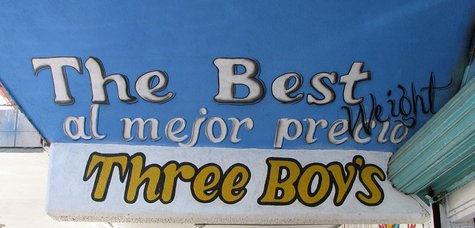 The Best
al mejor precio
Weight
Three BOY's